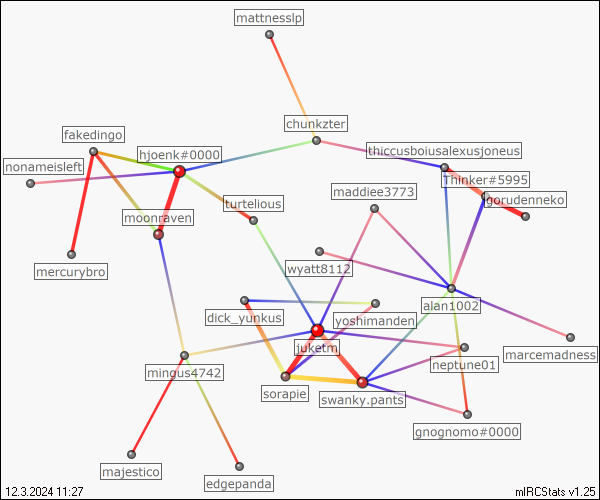 mattnesslp
chunkzter
fakedingo
hjoenk#0000
thiccusboiusalexusjoneus
nonameisleft
Thinker#5995
maddiee3773
gorudenneko
turtelious
moonraven
mercurybro
wyatt8112
alan1002
dick_yunkus
yoshimanden
juketm
marcemadness
neptune01
mingus4742
sorapie
swanky.pants
gnognomo#0000
majestico
edgepanda
12.3.2024 11:27
mIRCStats v1.25